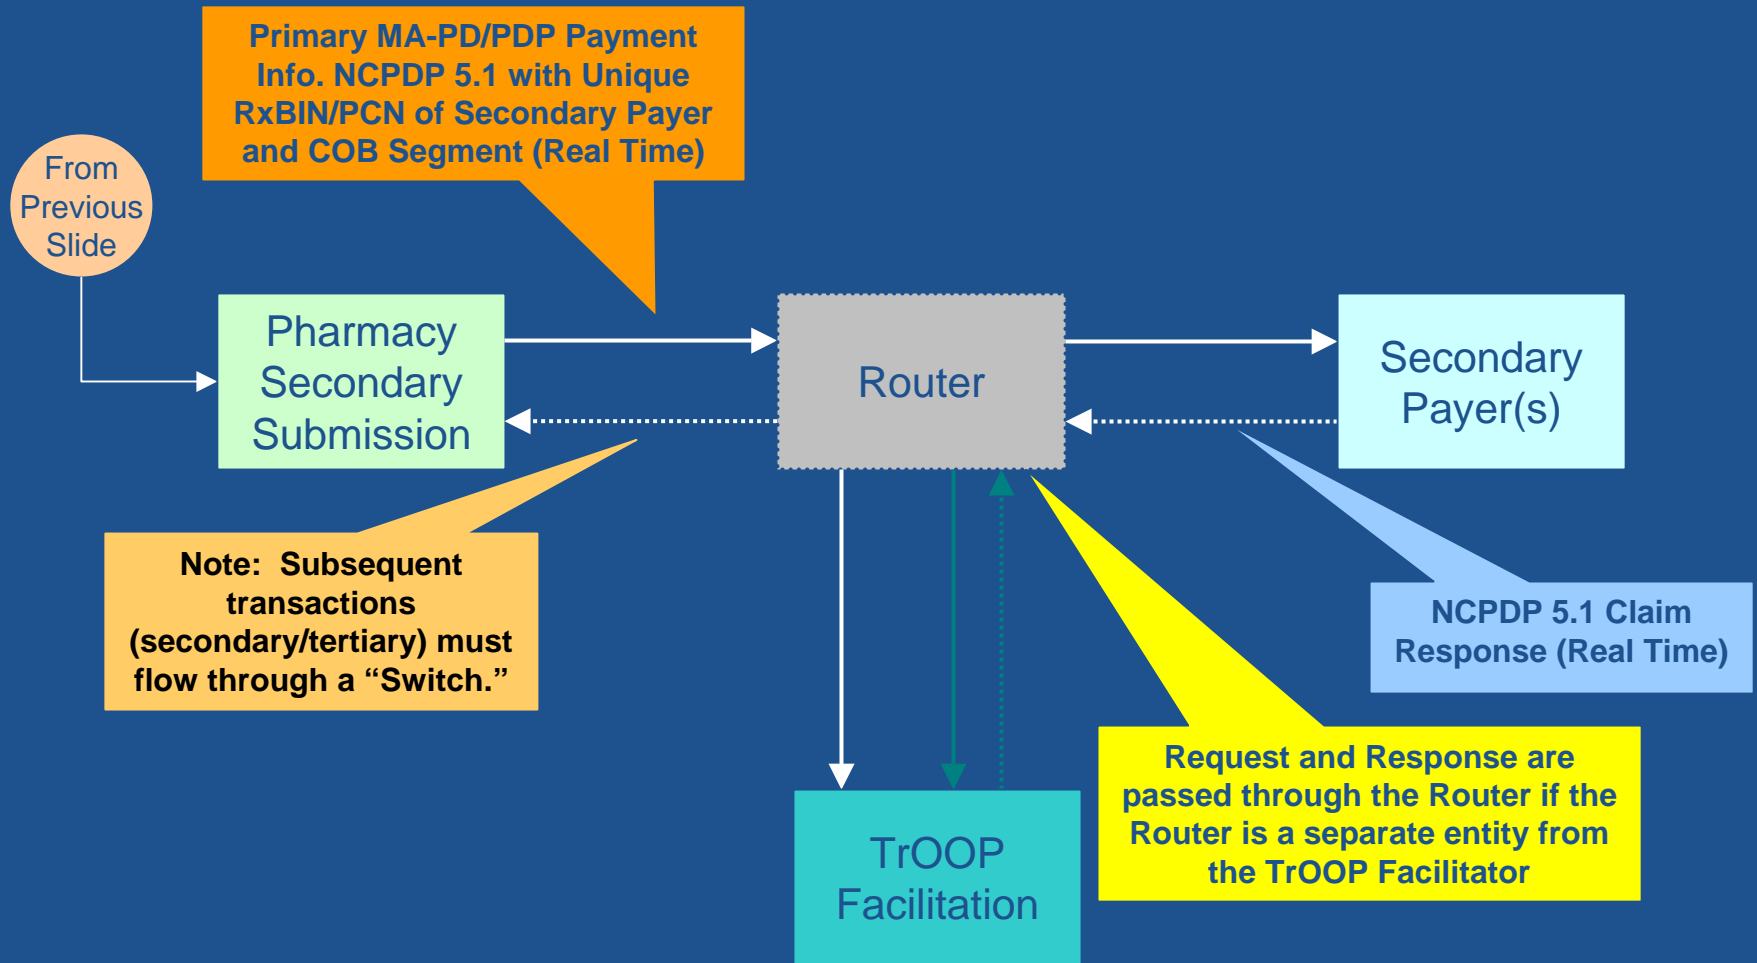 Primary MA-PD/PDP Payment
Info. NCPDP 5.1 with Unique
RxBIN/PCN of Secondary Payer
and COB Segment (Real Time)
From
Previous
Slide
Pharmacy
Secondary
Submission
Router
Secondary
Payer(s)
Note:  Subsequent
transactions
(secondary/tertiary) must
flow through a “Switch.”
NCPDP 5.1 Claim
Response (Real Time)
Request and Response are
passed through the Router if the
Router is a separate entity from
the TrOOP Facilitator
TrOOP
Facilitation